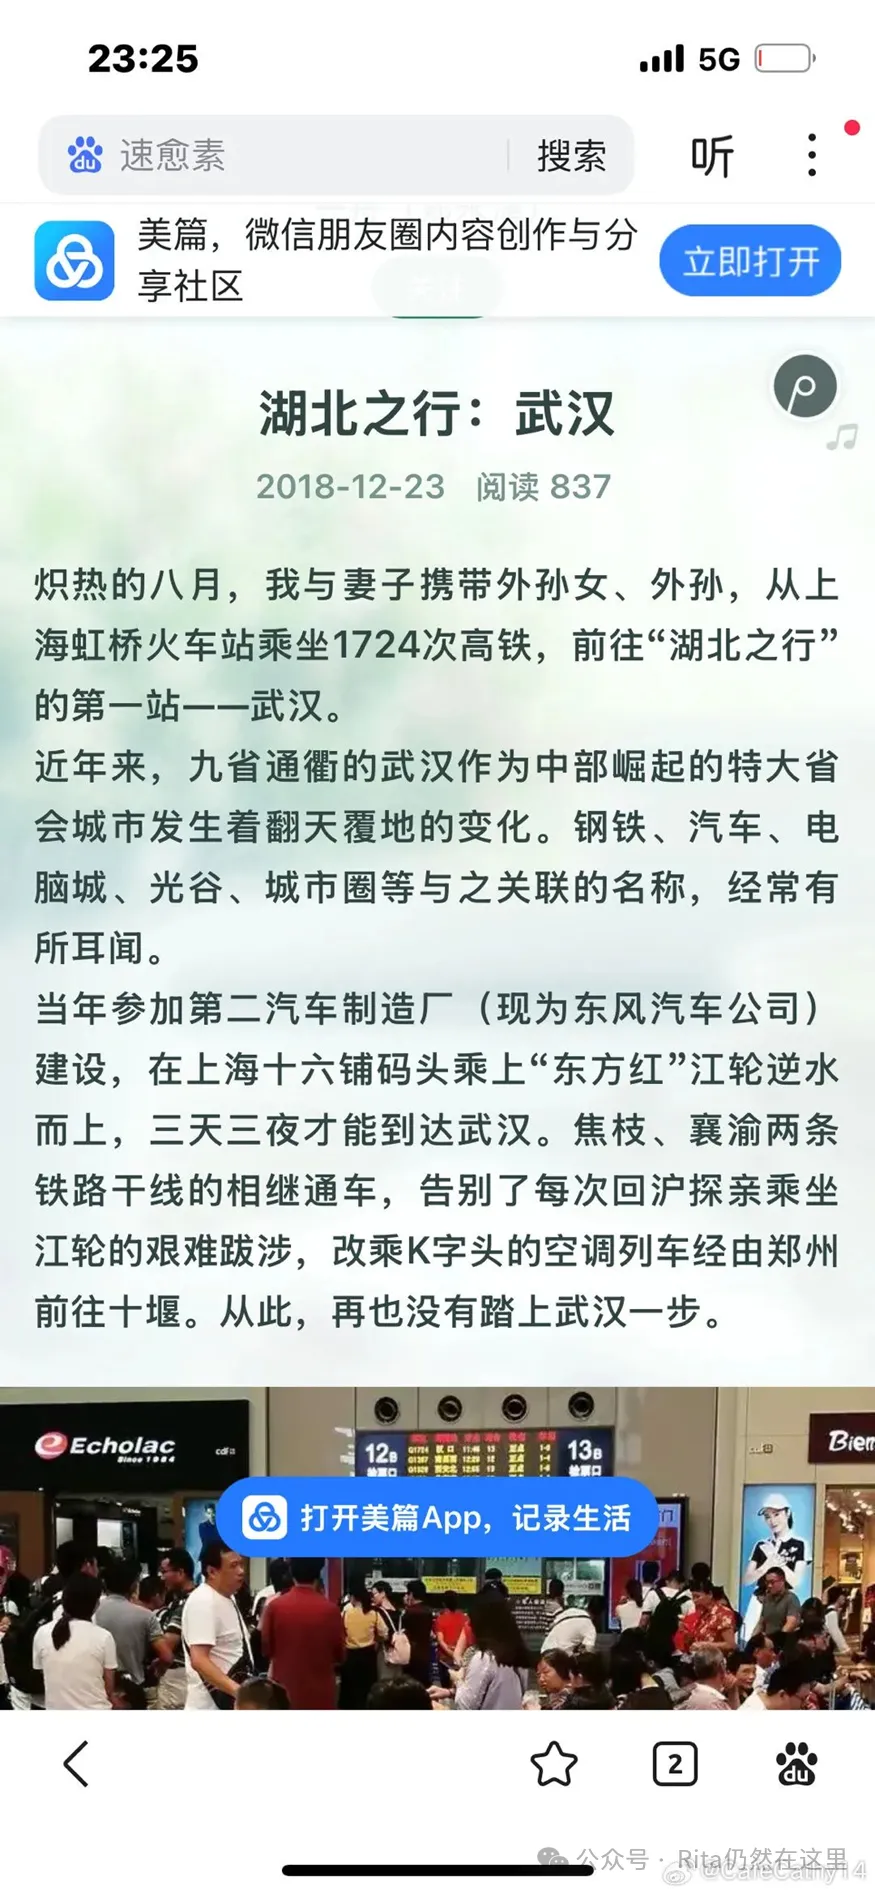 23:25
5G
速愈素
搜索
听
美篇，微信朋友圈内容创作与分
享社区
立即打开
湖北之行：武汉
2018-12-23 阅读 837
炽热的八月，我与妻子携带外孙女、外孙，从上
海虹桥火车站乘坐1724次高铁，前往“湖北之行”
的第一站——武汉。
近年来，九省通衢的武汉作为中部崛起的特大省
会城市发生着翻天覆地的变化。钢铁、汽车、电
脑城、光谷、城市圈等与之关联的名称，经常有
所耳闻。
当年参加第二汽车制造厂（现为东风汽车公司）
建设，在上海十六铺码头乘上“东方红”江轮逆水
而上，三天三夜才能到达武汉。焦枝、襄渝两条
铁路干线的相继通车，告别了每次回沪探亲乘坐
江轮的艰难跋涉，改乘K字头的空调列车经由郑州
前往十堰。从此，再也没有踏上武汉一步。
Echolac
Since 1984
12B
检票口
13B
检票口
G1724 汉口
Bien
打开美篇App，记录生活
2
du
公众号 · Rita仍然在这里
@CafeCathy14